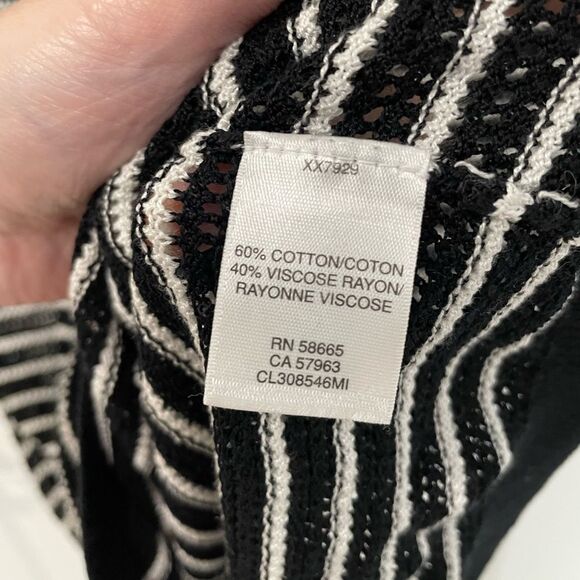 XX7929
60% COTTON/COTON
40% VISCOSE RAYON/
RAYONNE VISCOSE
RN 58665
CA 57963
CL308546MI